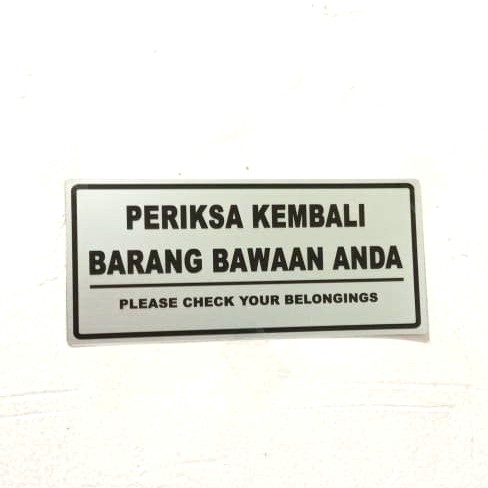 PERIKSA KEMBALI
BARANG BAWAAN ANDA
PLEASE CHECK YOUR BELONGINGS